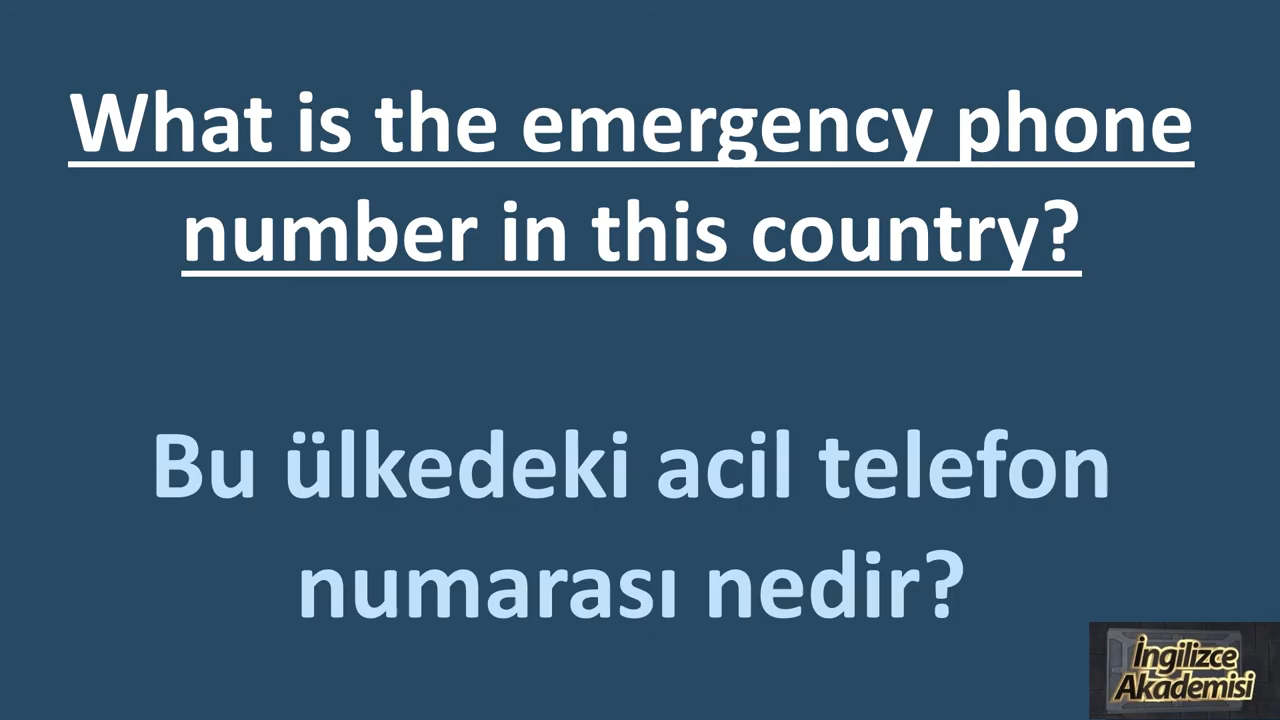 What is the emergency phone
number in this country?
Bu ülkedeki acil telefon
numarası nedir?
İngilizce
Akademisi